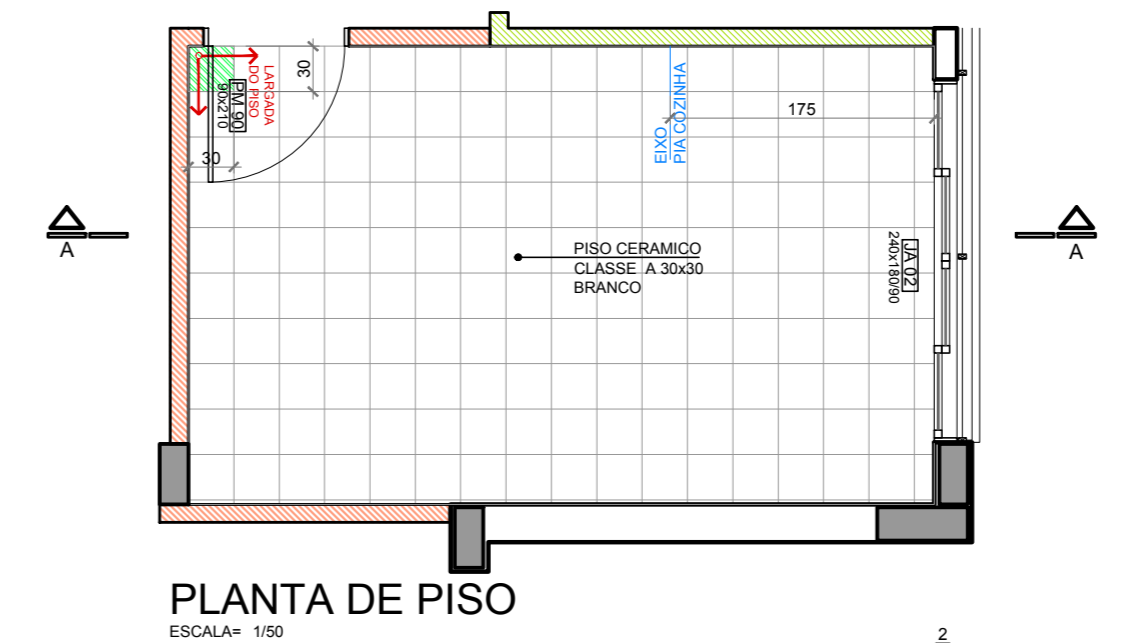 LARGADA
DO PISO
30
PM 90
90x210
30
EIXO
PIA COZINHA
175
A
A
PISO CERAMICO
CLASSE A 30x30
BRANCO
JA 02
240x180/90
PLANTA DE PISO
ESCALA= 1/50
2